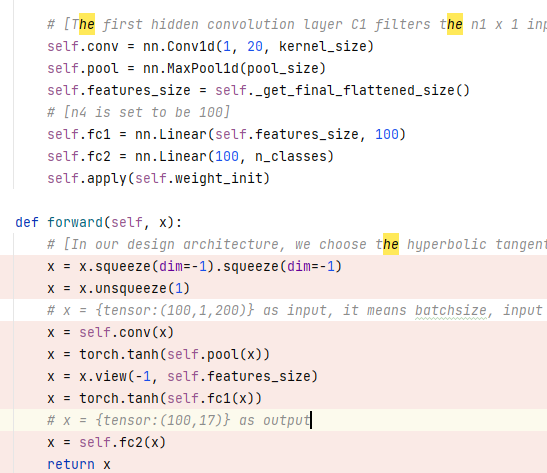 # [The first hidden convolution layer C1 filters the n1 x 1 inp
self.conv = nn.Conv1d(1, 20, kernel_size)
self.pool = nn.MaxPool1d(pool_size)
self.features_size = self._get_final_flattened_size()
# [n4 is set to be 100]
self.fc1 = nn.Linear(self.features_size, 100)
self.fc2 = nn.Linear(100, n_classes)
self.apply(self.weight_init)
def forward(self, x):
# [In our design architecture, we choose the hyperbolic tangent
x = x.squeeze(dim=-1).squeeze(dim=-1)
x = x.unsqueeze(1)
# x = {tensor:(100,1,200)} as input, it means batchsize, input
x = self.conv(x)
x = torch.tanh(self.pool(x))
x = x.view(-1, self.features_size)
x = torch.tanh(self.fc1(x))
# x = {tensor:(100,17)} as output
x = self.fc2(x)
return x